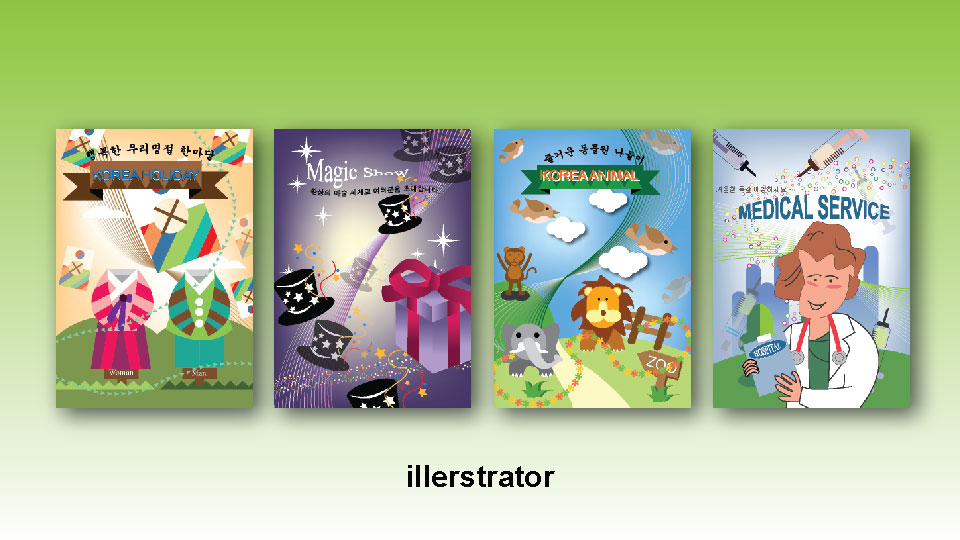 행복한 우리명절 한마당
KOREA HOLIDAY
Woman
Man
Magic Show
환상의 마술 세계로 여러분을 초대합니다
즐거운 동물원 나들이
KOREA ANIMAL
ZOO
MEDICAL SERVICE
HOSPITAL
illerstrator